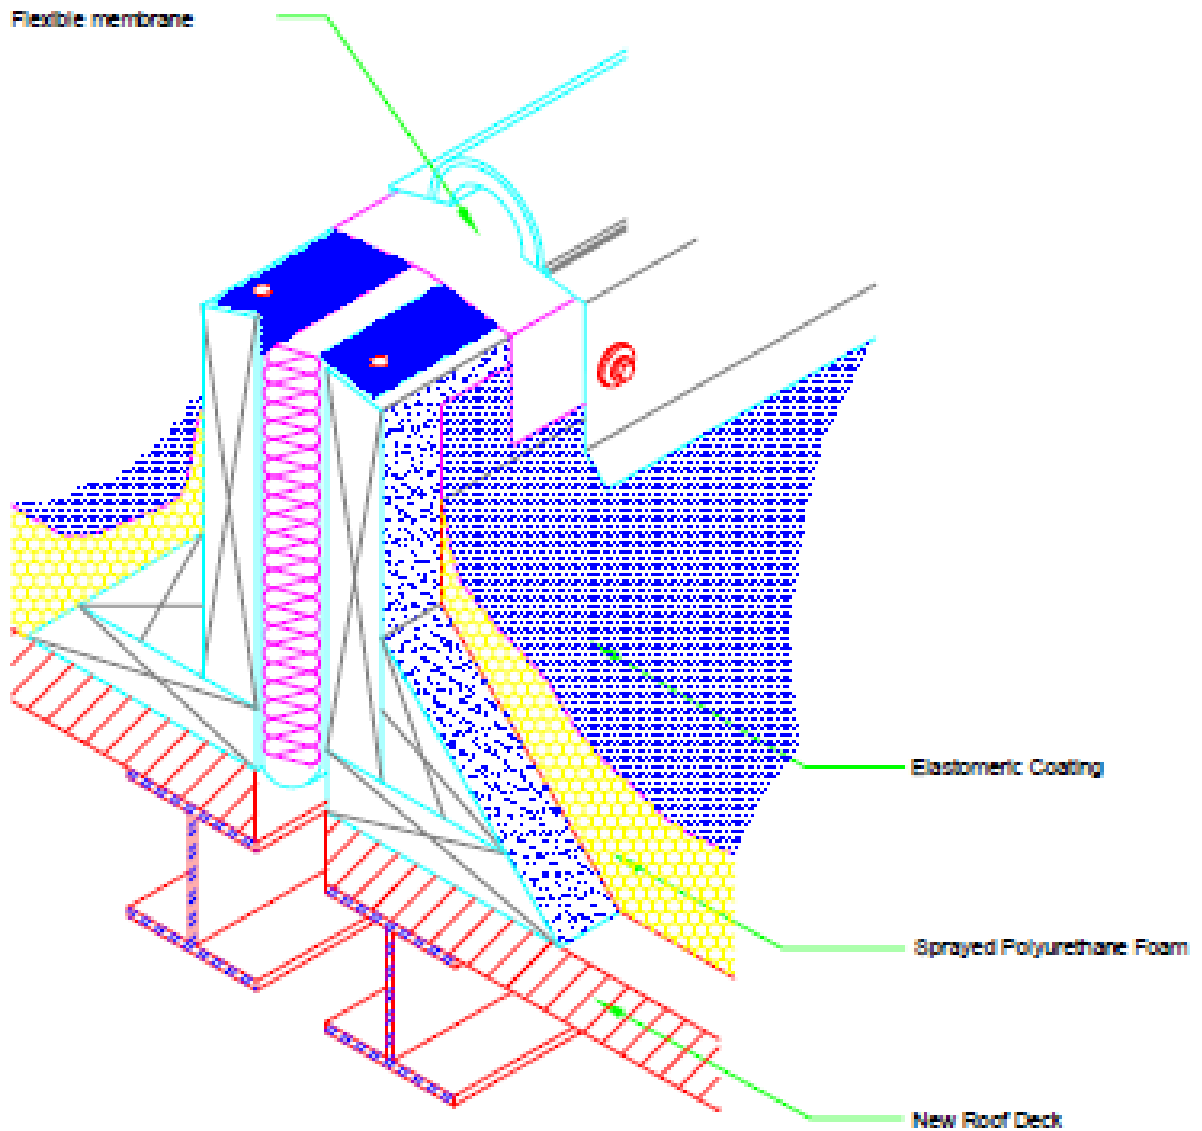 Flexible membrane
Elastomeric Coating
Sprayed Polyurethane Foam
New Roof Deck